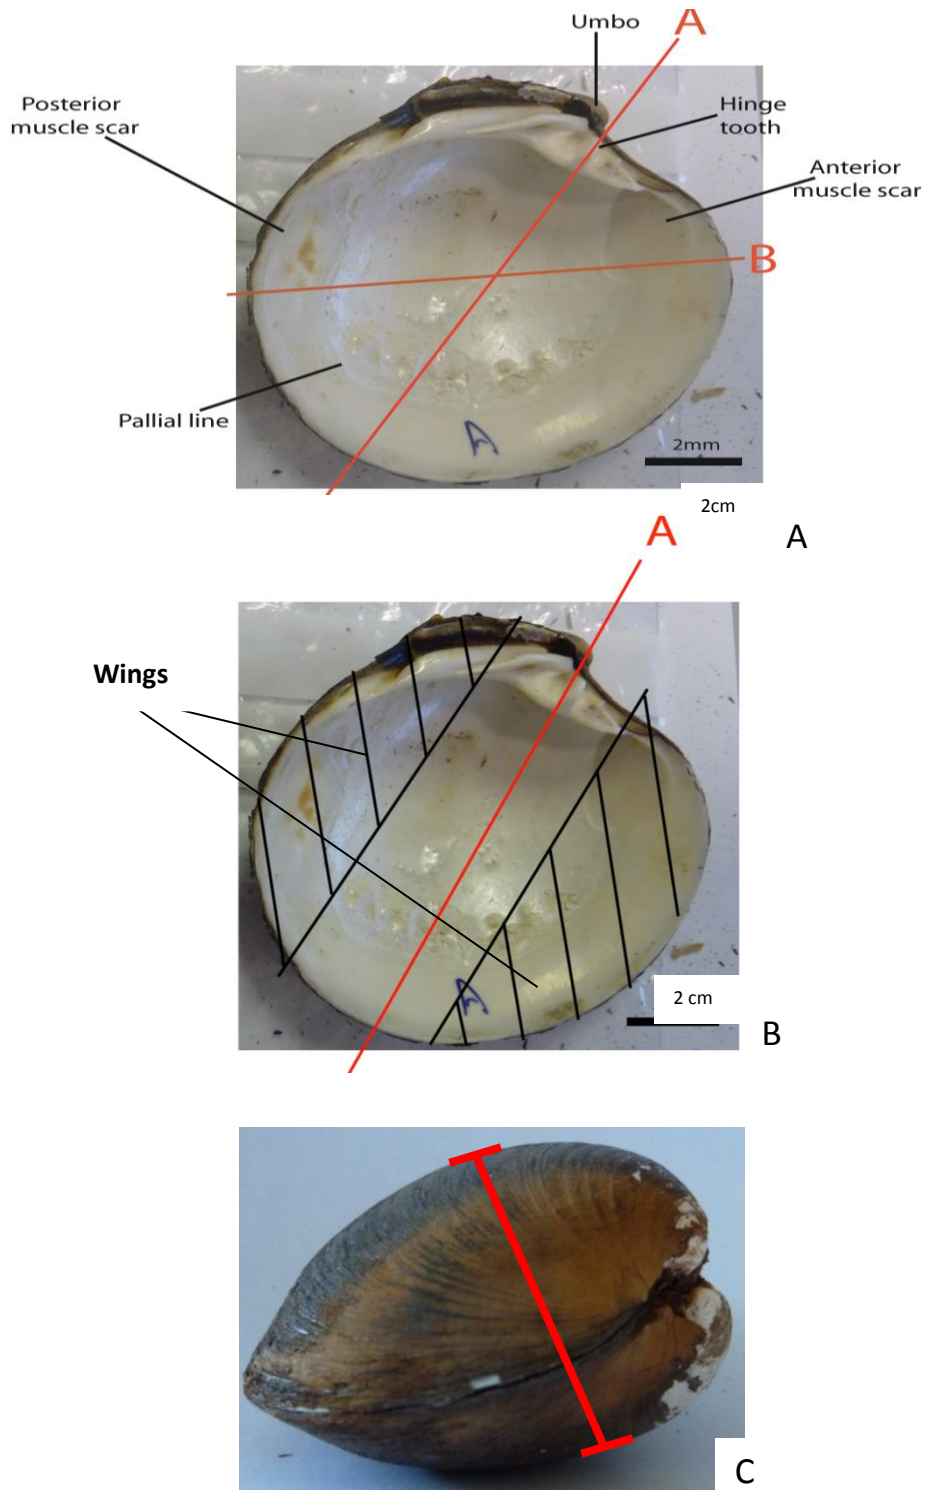 Umbo
A
Posterior
muscle scar
Hinge
tooth
Anterior
muscle scar
B
Pallial line
A
2mm
2cm
A
A
Wings
A
2 cm
B
C